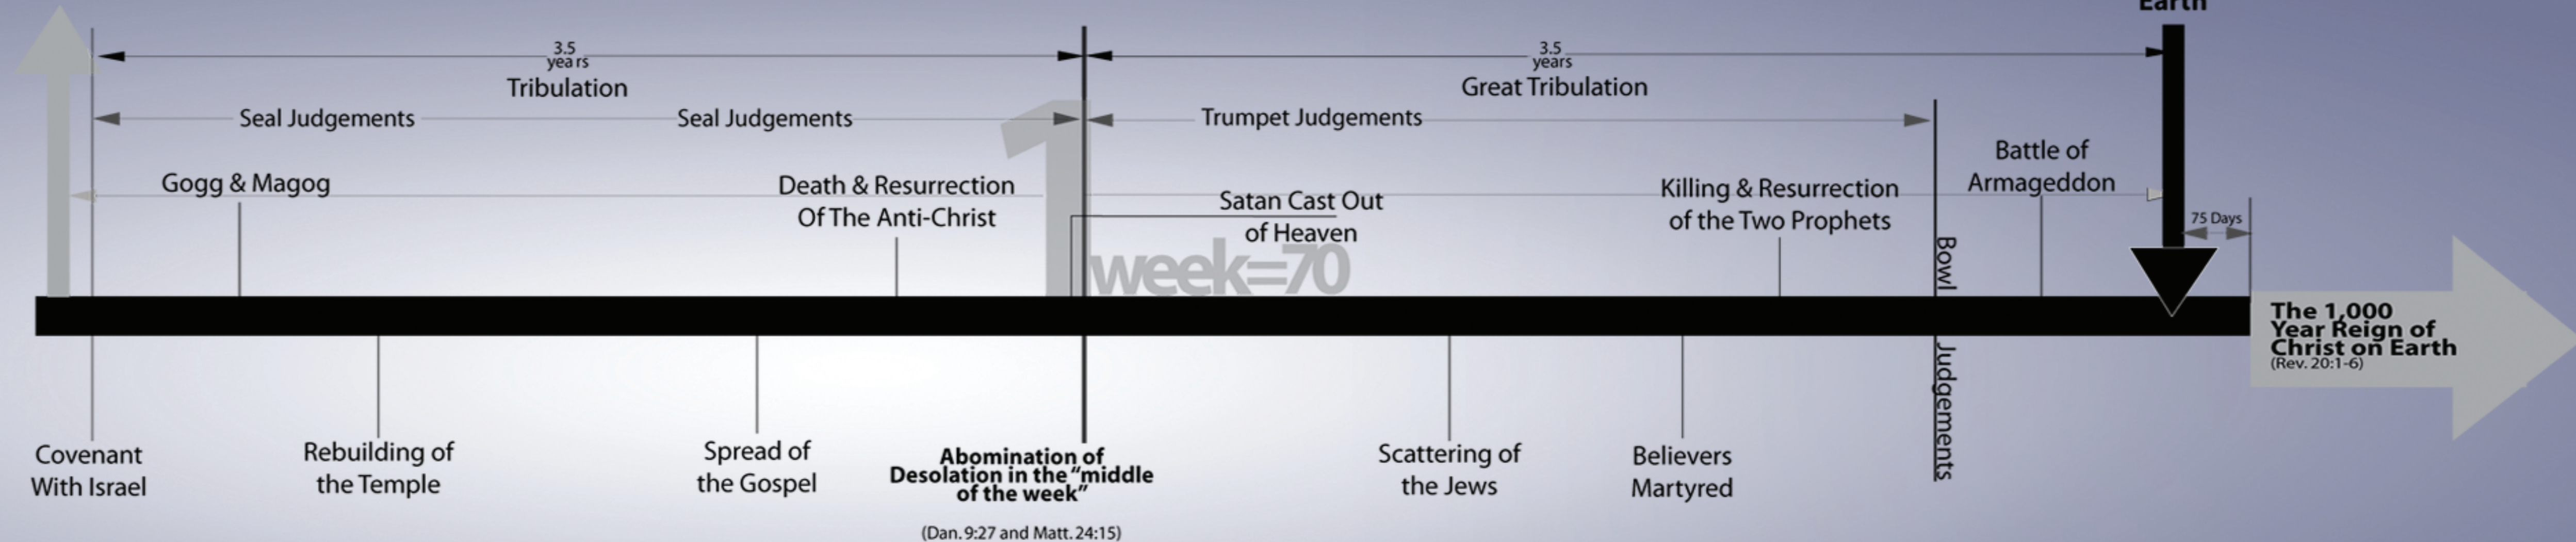 Earth
3.5
years
Tribulation
3.5
years
Great Tribulation
Seal Judgements
Seal Judgements
Trumpet Judgements
Gogg & Magog
Death & Resurrection
Of The Anti-Christ
Satan Cast Out
of Heaven
Killing & Resurrection
of the Two Prophets
Battle of
Armageddon
75 Days
1
week=70
Bowl
Judgements
The 1,000
Year Reign of
Christ on Earth
(Rev. 20:1-6)
Covenant
With Israel
Rebuilding of
the Temple
Spread of
the Gospel
Abomination of
Desolation in the “middle
of the week”
(Dan. 9:27 and Matt. 24:15)
Scattering of
the Jews
Believers
Martyred